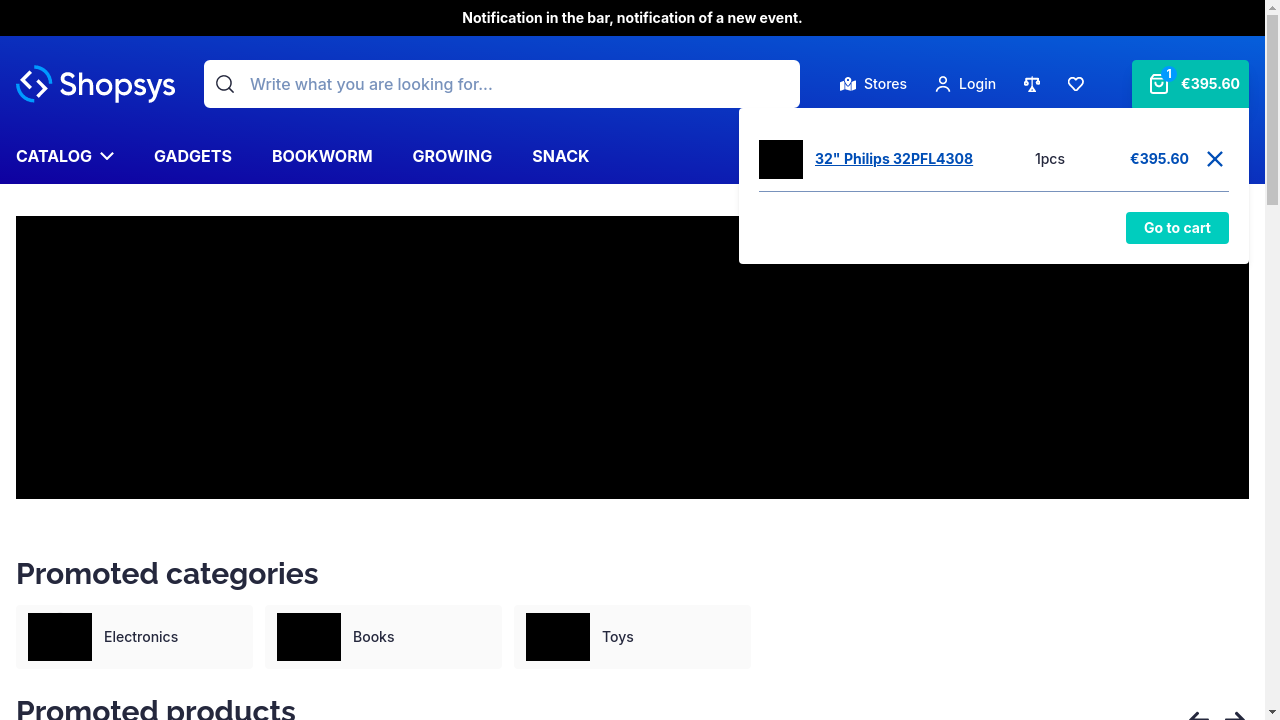 Notification in the bar, notification of a new event.
Shopsys
Write what you are looking for...
Stores
Login
1
€395.60
CATALOG
GADGETS
BOOKWORM
GROWING
SNACK
32" Philips 32PFL4308
1pcs
€395.60
Go to cart
Promoted categories
Electronics
Books
Toys
Promoted products